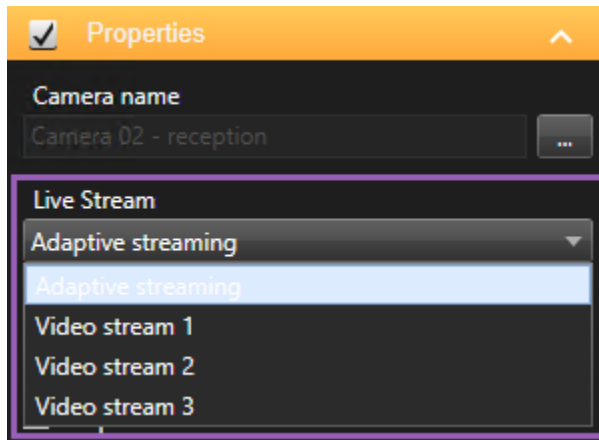 Properties
Camera name
Camera 02 - reception
...
Live Stream
Adaptive streaming
Adaptive streaming
Video stream 1
Video stream 2
Video stream 3